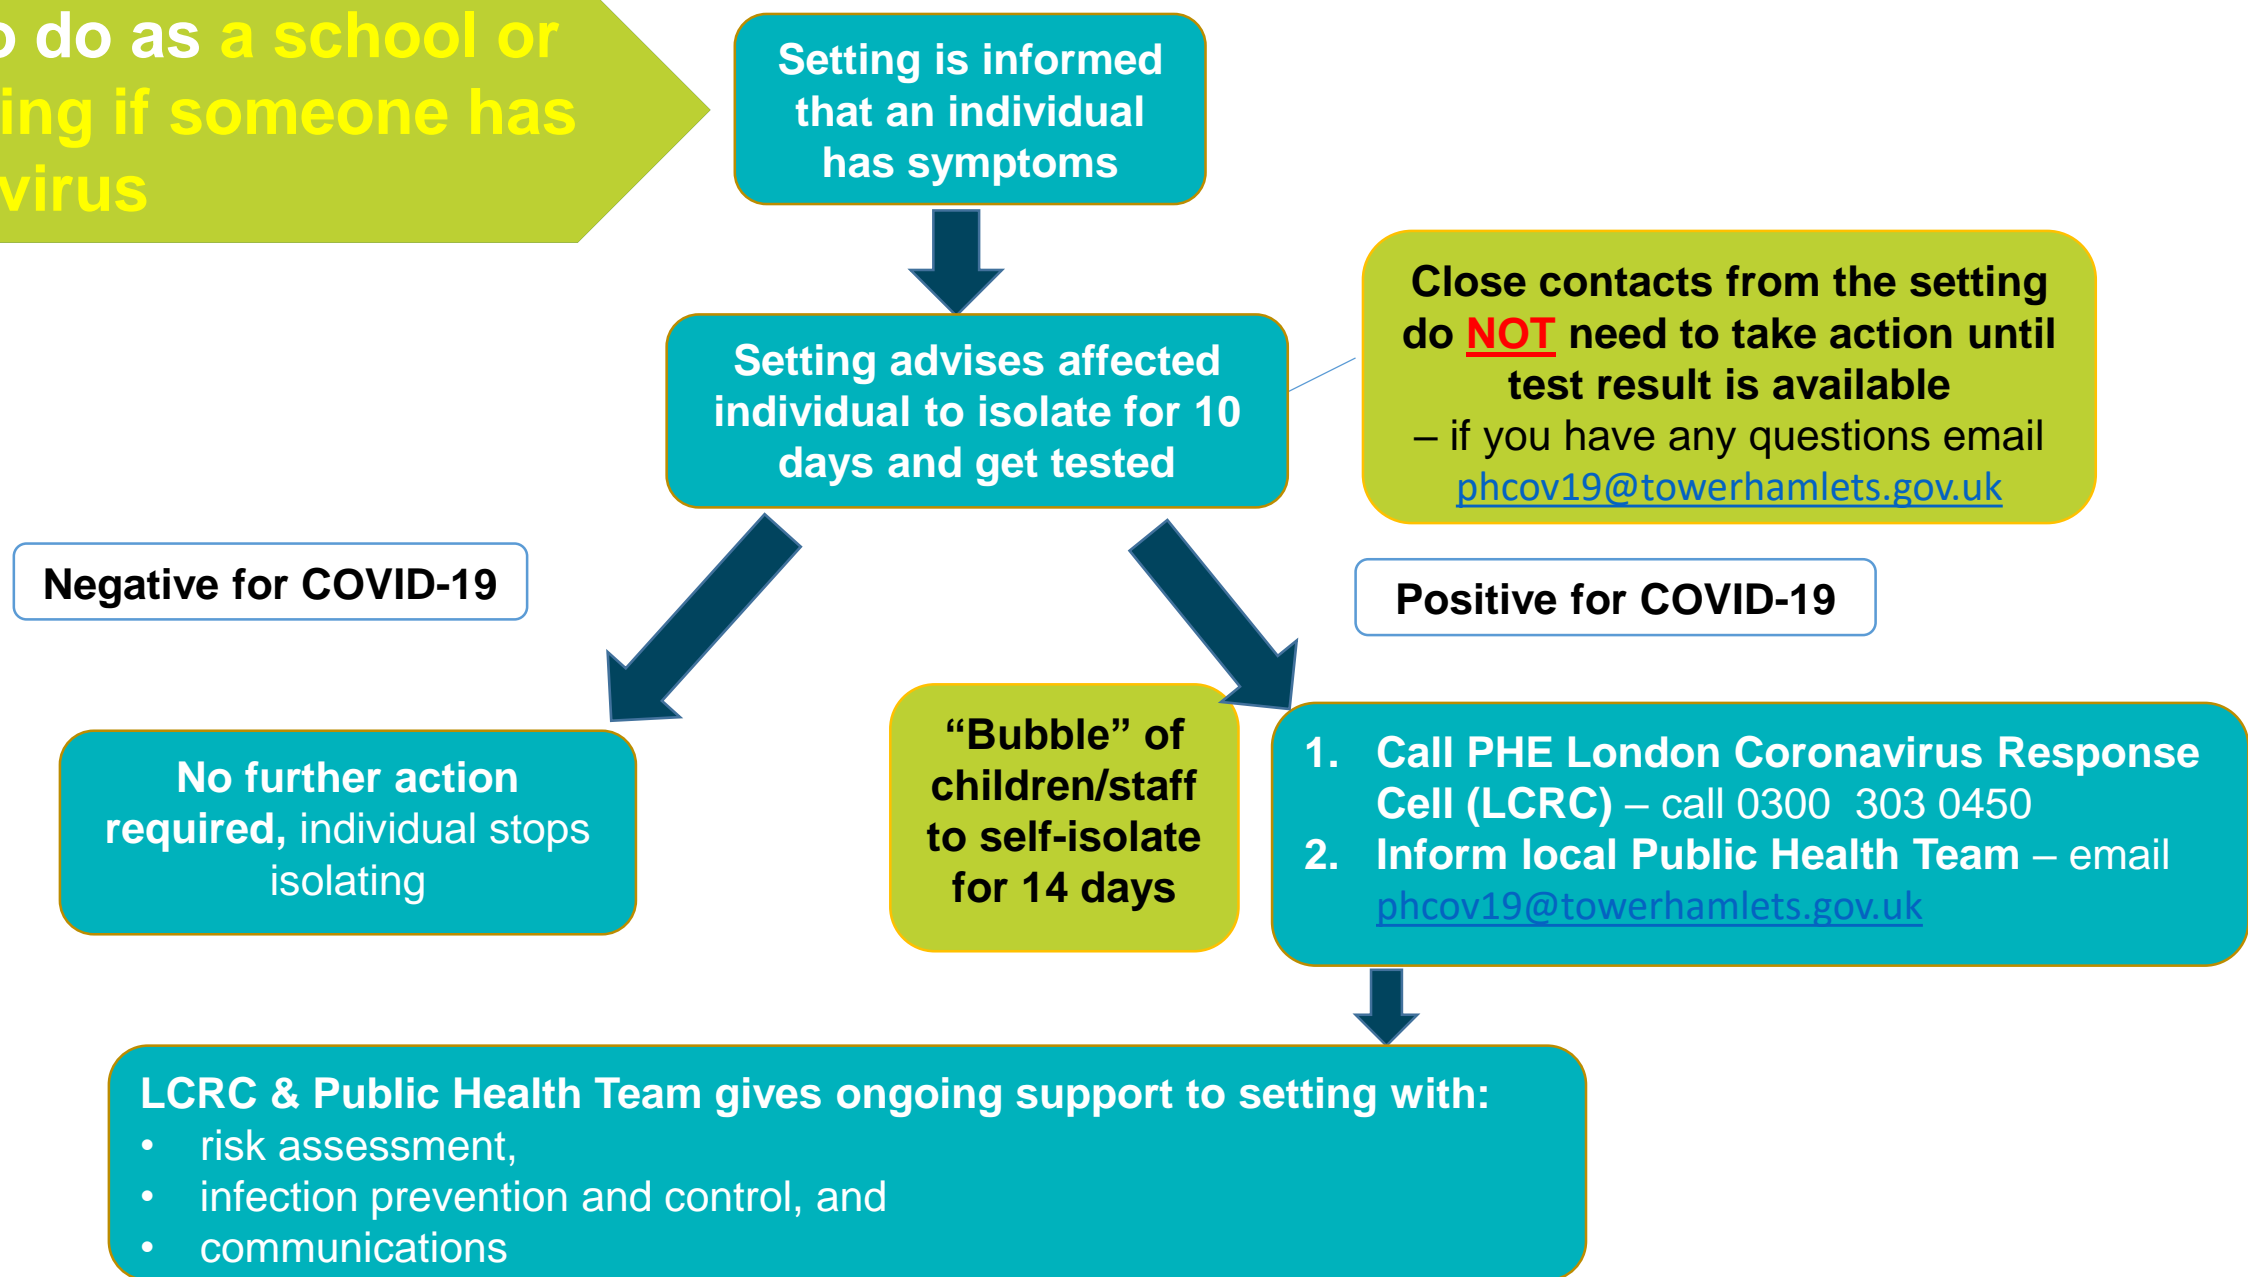 do as a school or
if someone has
virus
Setting is informed
that an individual
has symptoms
Close contacts from the setting
do NOT need to take action until
test result is available
– if you have any questions email
phcov19@towerhamlets.gov.uk
Setting advises affected
individual to isolate for 10
days and get tested
Negative for COVID-19
Positive for COVID-19
No further action
required, individual stops
isolating
“Bubble” of
children/staff
to self-isolate
for 14 days
1. Call PHE London Coronavirus Response
Cell (LCRC) – call 0300 303 0450
2. Inform local Public Health Team – email
phcov19@towerhamlets.gov.uk
LCRC & Public Health Team gives ongoing support to setting with:
• risk assessment,
• infection prevention and control, and
• communications